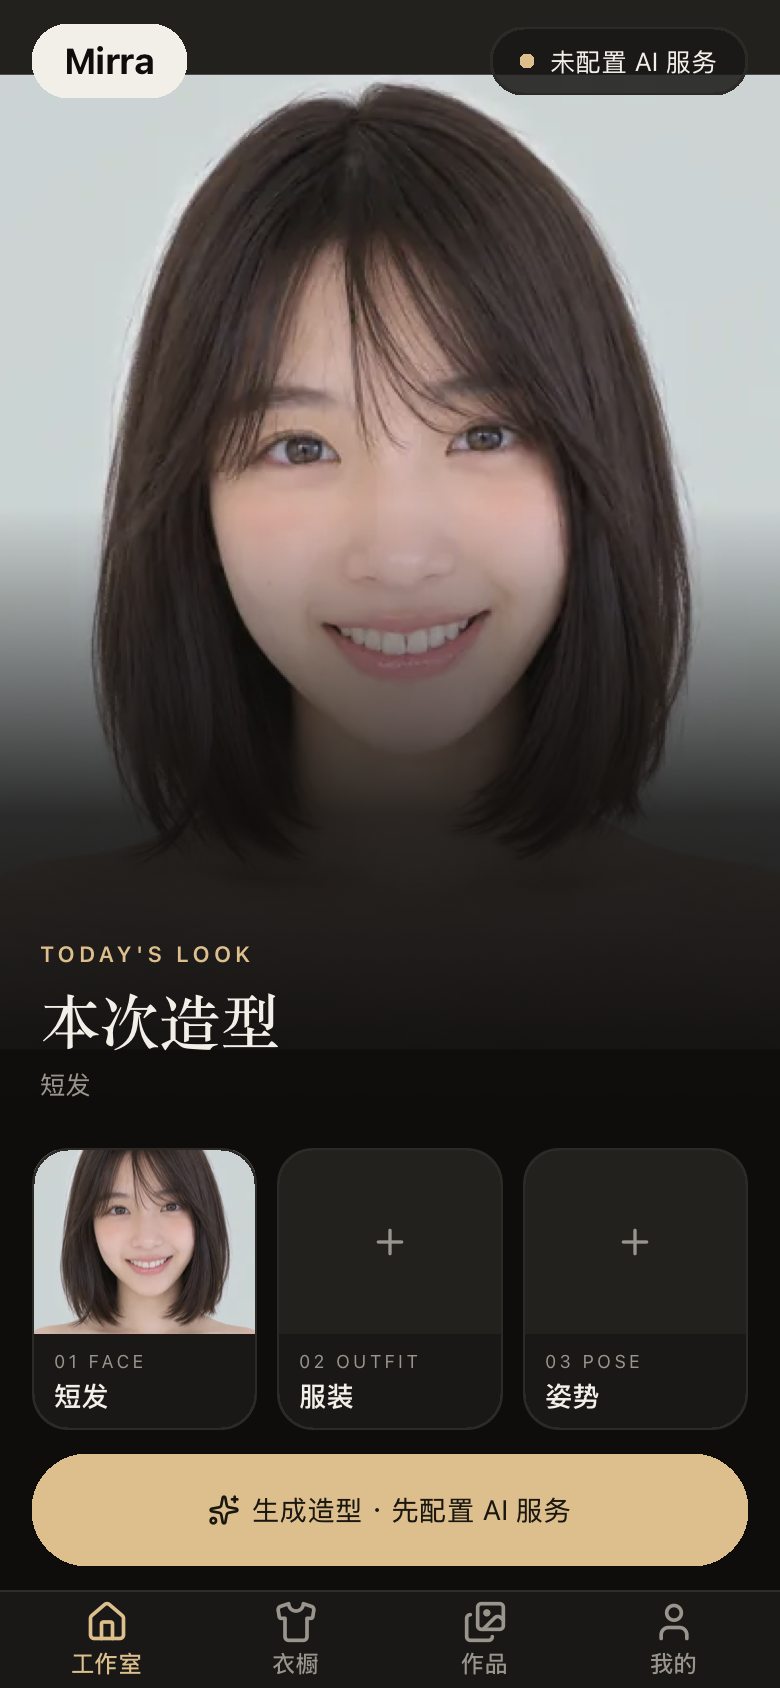 Mirra
未配置 AI 服务
TODAY'S LOOK
本次造型
短发
01 FACE
短发
02 OUTFIT
服装
03 POSE
姿势
生成造型 · 先配置 AI 服务
工作室
衣橱
作品
我的